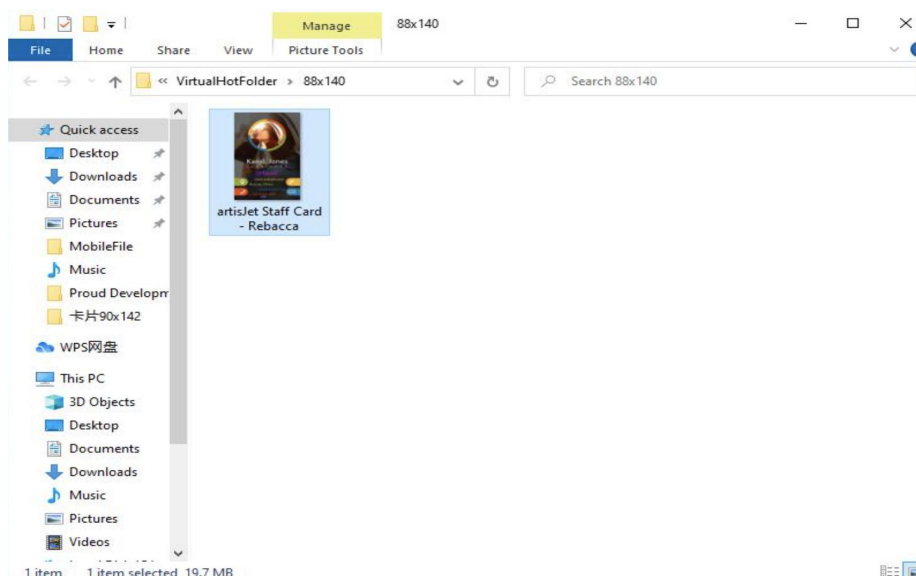 Manage
88x140
File
Home
Share
View
Picture Tools
« VirtualHotFolder > 88x140
Search 88x140
Quick access
Desktop
Downloads
Documents
Pictures
MobileFile
Music
Proud Developm
卡片90x142
WPS网盘
This PC
3D Objects
Desktop
Documents
Downloads
Music
Pictures
Videos
artisJet Staff Card
- Rebacca
1 item
1 item selected 19.7 MB